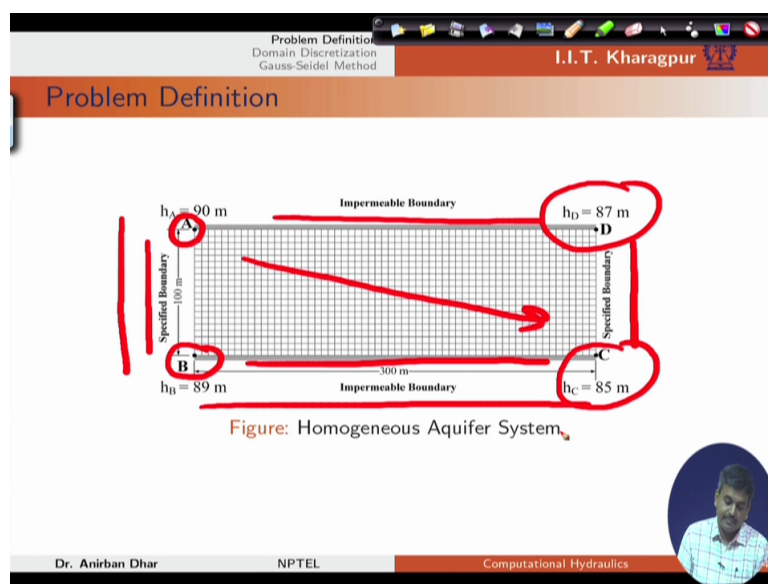 Problem Definition
Domain Discretization
Gauss-Seidel Method
I.I.T. Kharagpur
Problem Definition
Impermeable Boundary
hA = 90 m
hD = 87 m
A
D
Specified Boundary
100 m
Specified Boundary
B
C
300 m
hB = 89 m
Impermeable Boundary
hC = 85 m
Figure: Homogeneous Aquifer System
Dr. Anirban Dhar
NPTEL
Computational Hydraulics